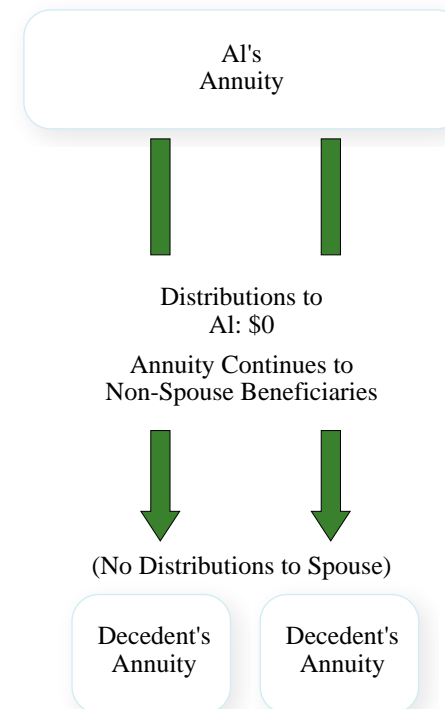 Al's
Annuity
Distributions to
Al: $0
Annuity Continues to
Non-Spouse Beneficiaries
(No Distributions to Spouse)
Decedent's
Annuity
Decedent's
Annuity